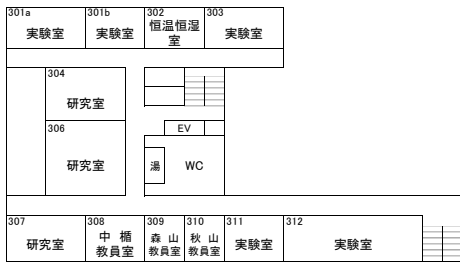 301a
実験室
301b
実験室
302
恒温恒湿
室
303
実験室
304
研究室
306
研究室
EV
湯
WC
307
研究室
308
中 楯
教員室
309
森 山
教員室
310
秋 山
教員室
311
実験室
312
実験室